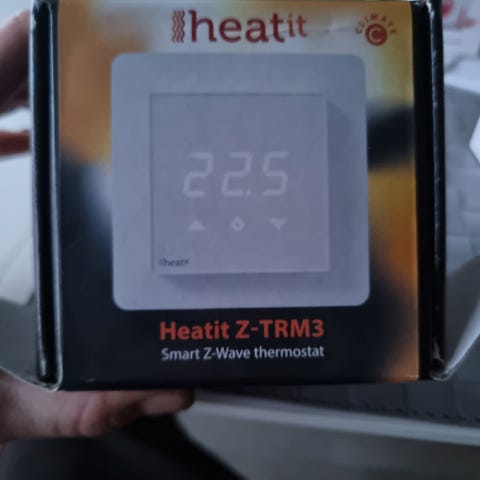 heatit
CLIMATE
C
22.5
heatit
Heatit Z-TRM3
Smart Z-Wave thermostat